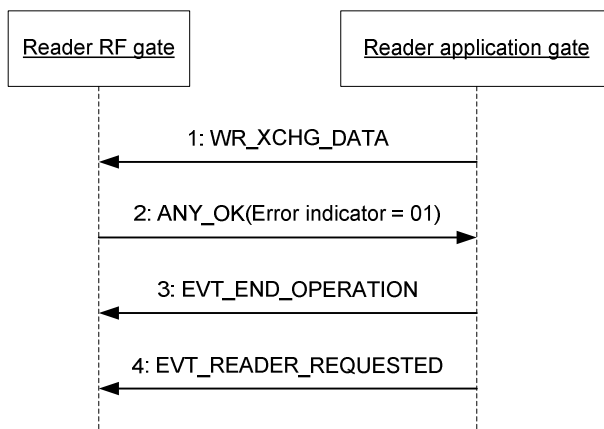 Reader RF gate
Reader application gate
1: WR_XCHG_DATA
2: ANY_OK(Error indicator = 01)
3: EVT_END_OPERATION
4: EVT_READER_REQUESTED